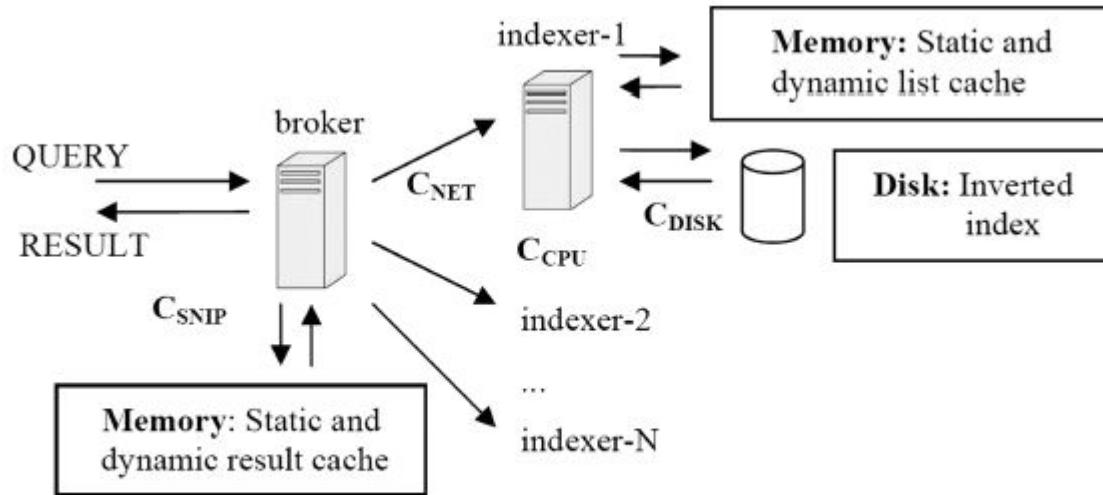 indexer-1
Memory: Static and
dynamic list cache
broker
QUERY
RESULT
C_NET
C_DISK
Disk: Inverted
index
C_CPU
C_SNIP
indexer-2
...
indexer-N
Memory: Static and
dynamic result cache